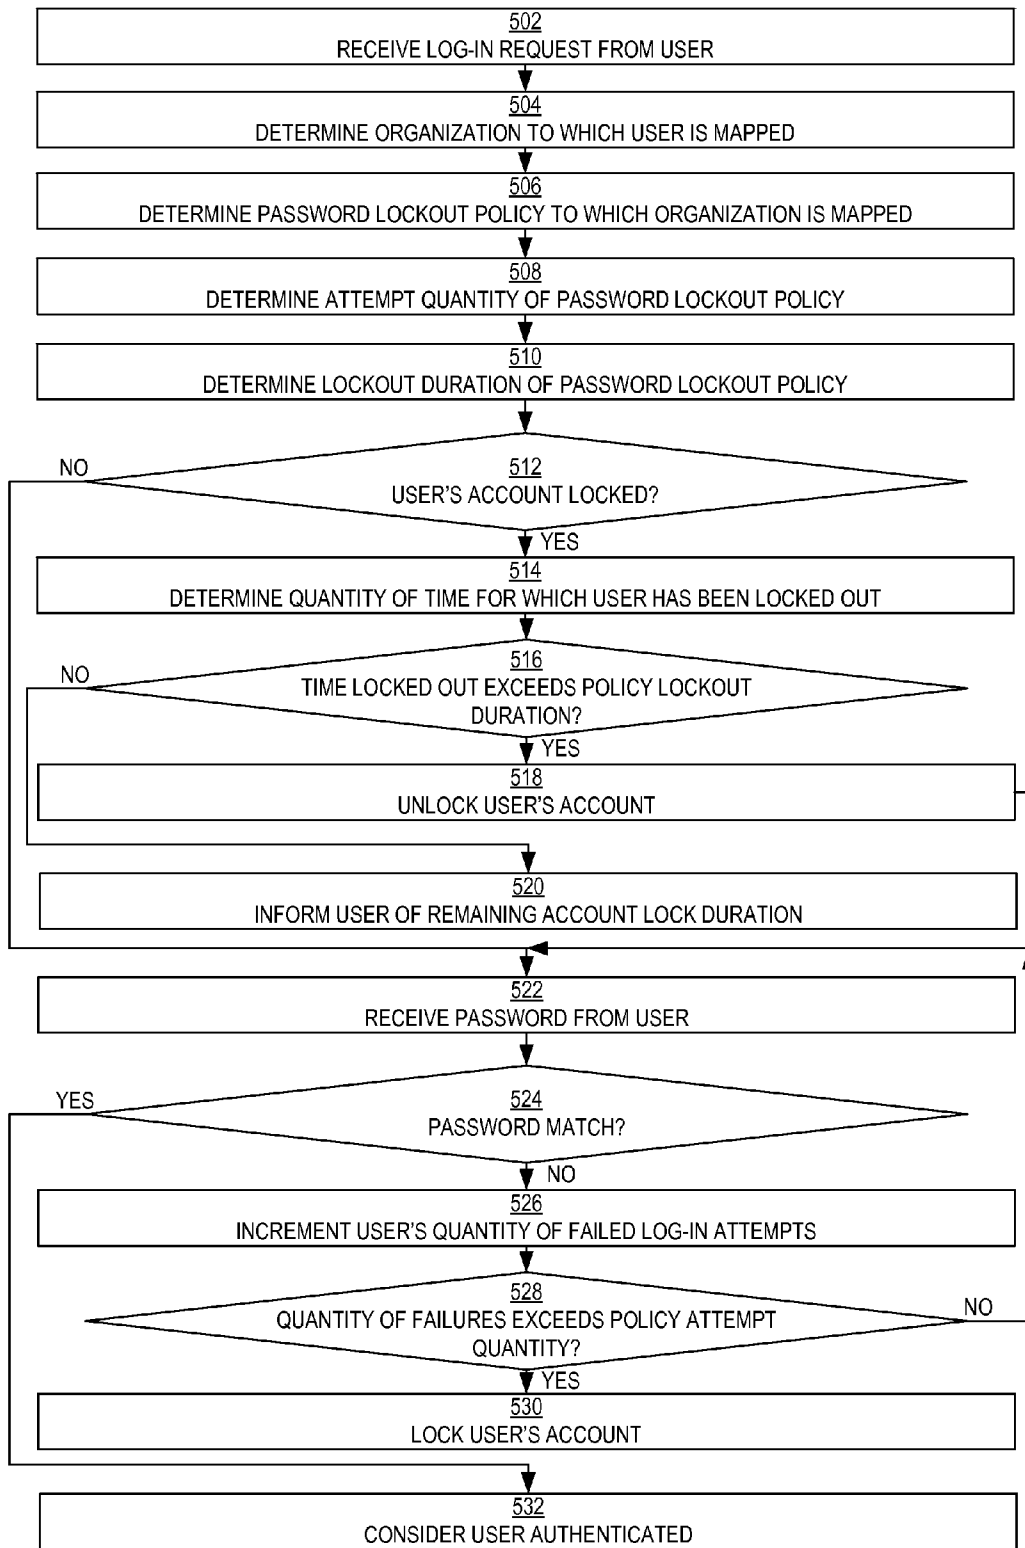 502
RECEIVE LOG-IN REQUEST FROM USER
504
DETERMINE ORGANIZATION TO WHICH USER IS MAPPED
506
DETERMINE PASSWORD LOCKOUT POLICY TO WHICH ORGANIZATION IS MAPPED
508
DETERMINE ATTEMPT QUANTITY OF PASSWORD LOCKOUT POLICY
510
DETERMINE LOCKOUT DURATION OF PASSWORD LOCKOUT POLICY
NO
512
USER'S ACCOUNT LOCKED?
YES
514
DETERMINE QUANTITY OF TIME FOR WHICH USER HAS BEEN LOCKED OUT
NO
516
TIME LOCKED OUT EXCEEDS POLICY LOCKOUT
DURATION?
YES
518
UNLOCK USER'S ACCOUNT
520
INFORM USER OF REMAINING ACCOUNT LOCK DURATION
522
RECEIVE PASSWORD FROM USER
YES
524
PASSWORD MATCH?
NO
526
INCREMENT USER'S QUANTITY OF FAILED LOG-IN ATTEMPTS
528
QUANTITY OF FAILURES EXCEEDS POLICY ATTEMPT
QUANTITY?
NO
YES
530
LOCK USER'S ACCOUNT
532
CONSIDER USER AUTHENTICATED